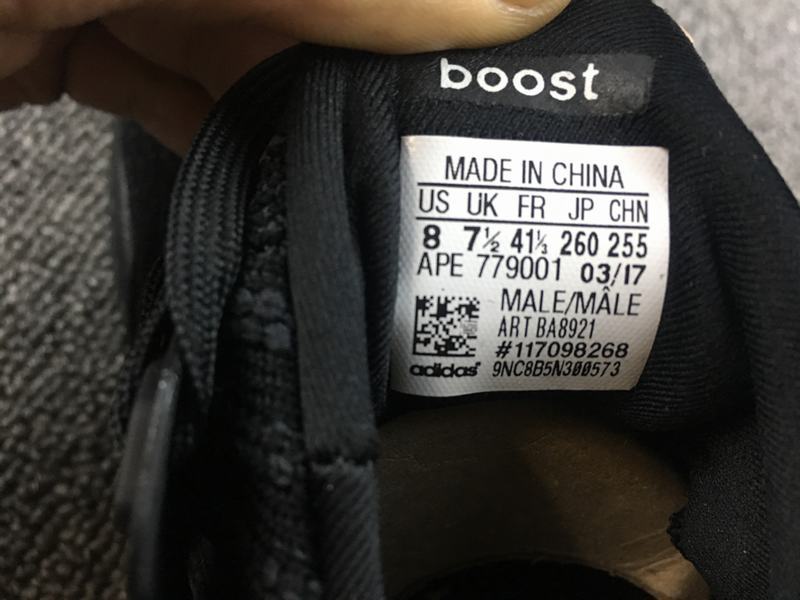 boost
MADE IN CHINA
US UK FR JP CHN
8 7½ 41⅓ 260 255
APE 779001 03/17
MALE/MÂLE
ART BA8921
#117098268
adidas 9NC8B5N300573